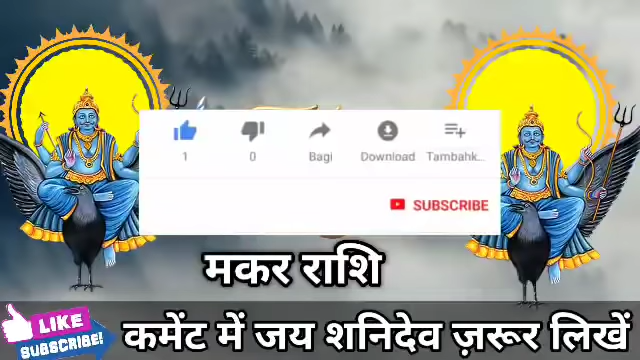 1 0 Bagi Download Tambahk...
SUBSCRIBE
मकर राशि
LIKE
SUBSCRIBE!
कमेंट में जय शनिदेव ज़रूर लिखें